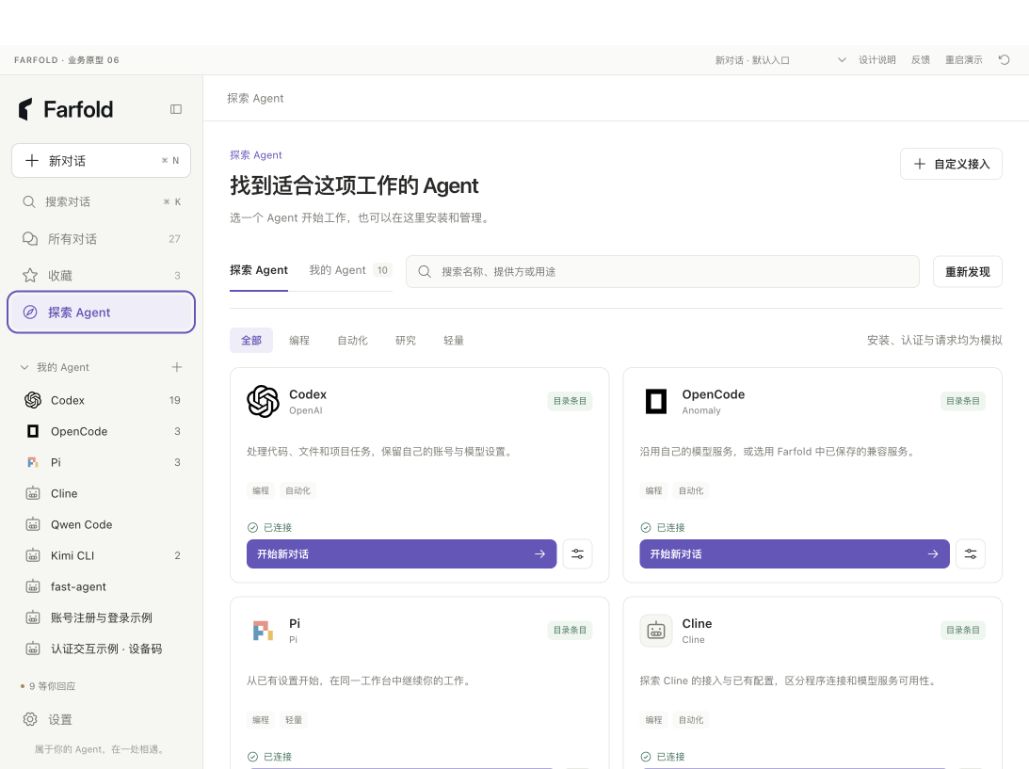 FARFOLD · 业务原型 06
新对话 · 默认入口
设计说明
反馈
重启演示
Farfold
新对话
⌘ N
搜索对话
⌘ K
所有对话
27
收藏
3
探索 Agent
我的 Agent
Codex
19
OpenCode
3
Pi
3
Cline
Qwen Code
Kimi CLI
2
fast-agent
账号注册与登录示例
认证交互示例 · 设备码
9 等你回应
设置
属于你的 Agent，在一处相遇。
探索 Agent
探索 Agent
找到适合这项工作的 Agent
选一个 Agent 开始工作，也可以在这里安装和管理。
自定义接入
探索 Agent
我的 Agent
10
搜索名称、提供方或用途
重新发现
全部
编程
自动化
研究
轻量
安装、认证与请求均为模拟
Codex
OpenAI
目录条目
处理代码、文件和项目任务，保留自己的账号与模型设置。
编程
自动化
已连接
开始新对话
OpenCode
Anomaly
目录条目
沿用自己的模型服务，或选用 Farfold 中已保存的兼容服务。
编程
自动化
已连接
开始新对话
Pi
Pi
目录条目
从已有设置开始，在同一工作台中继续你的工作。
编程
轻量
已连接
Cline
Cline
目录条目
探索 Cline 的接入与已有配置，区分程序连接和模型服务可用性。
编程
自动化
已连接